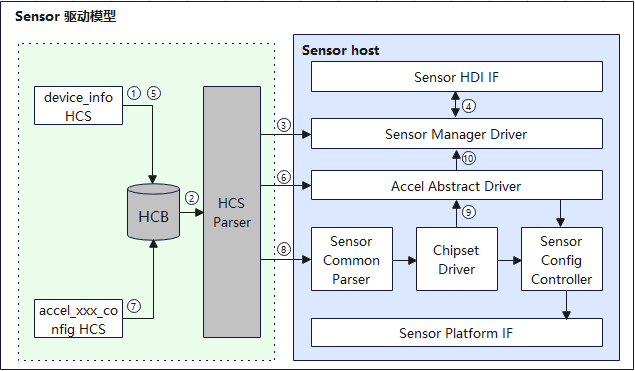 Sensor 驱动模型
device_info
HCS
① ⑤
HCB
②
HCS
Parser
accel_xxx_co
nfig HCS
⑦
③
⑥
⑧
Sensor host
Sensor HDI IF
④
Sensor Manager Driver
⑩
Accel Abstract Driver
⑨
Sensor
Common
Parser
Chipset
Driver
Sensor
Config
Controller
Sensor Platform IF